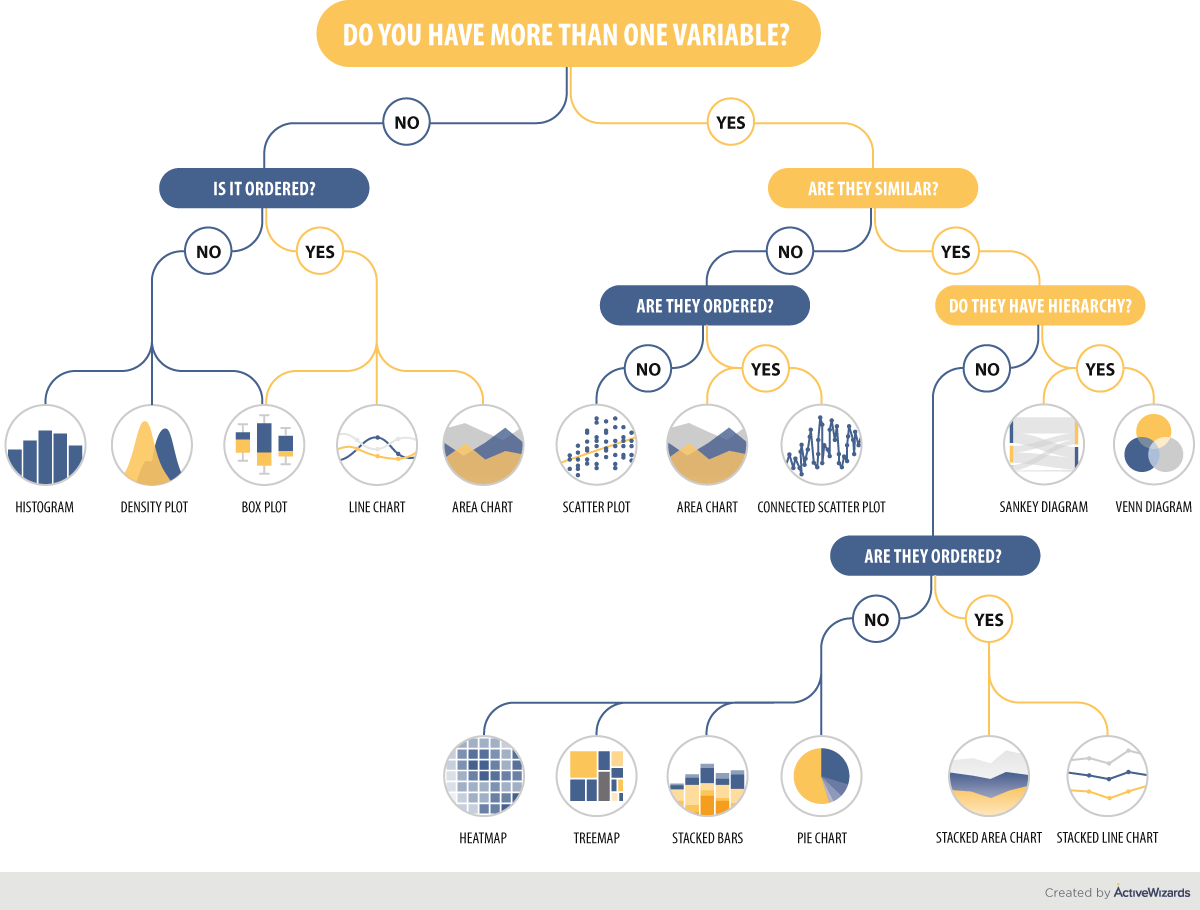 DO YOU HAVE MORE THAN ONE VARIABLE?
NO
YES
IS IT ORDERED?
ARE THEY SIMILAR?
NO
YES
NO
YES
ARE THEY ORDERED?
DO THEY HAVE HIERARCHY?
NO
YES
NO
YES
HISTOGRAM
DENSITY PLOT
BOX PLOT
LINE CHART
AREA CHART
SCATTER PLOT
AREA CHART
CONNECTED SCATTER PLOT
SANKEY DIAGRAM
VENN DIAGRAM
ARE THEY ORDERED?
NO
YES
HEATMAP
TREEMAP
STACKED BARS
PIE CHART
STACKED AREA CHART
STACKED LINE CHART
Created by ActiveWizards